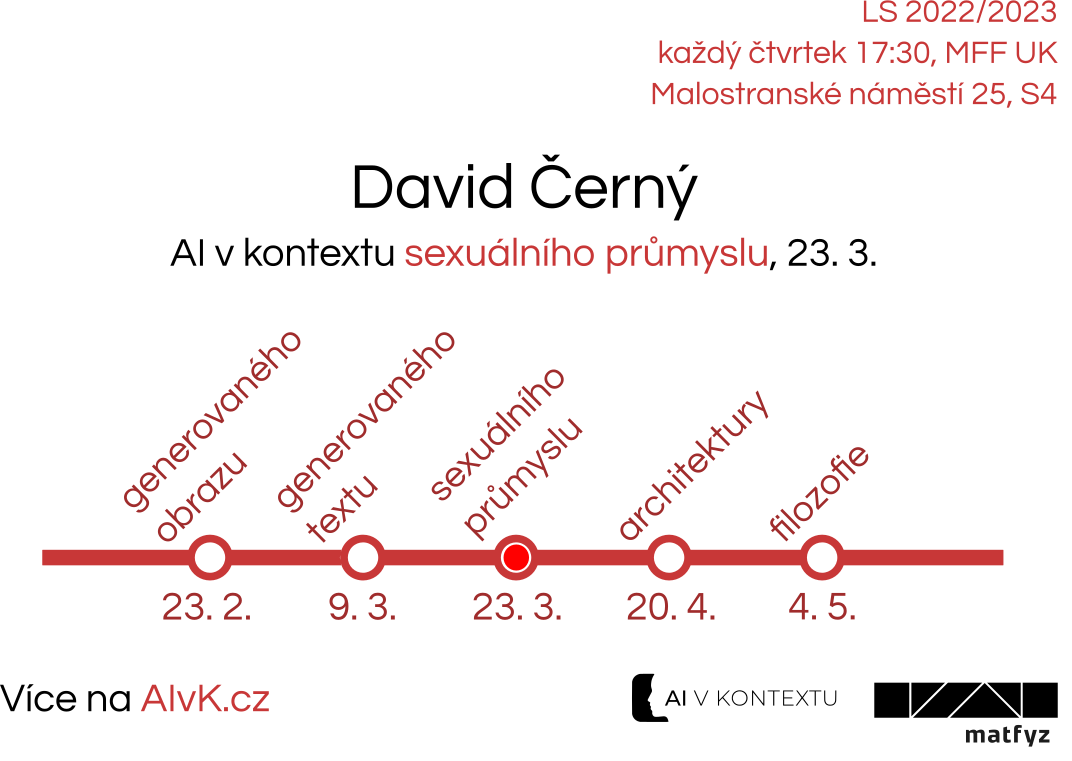 LS 2022/2023
každý čtvrtek 17:30, MFF UK
Malostranské náměstí 25, S4
David Černý
AI v kontextu sexuálního průmyslu, 23. 3.
generovaného
obrazu
generovaného
textu
sexuálního
průmyslu
architektury
filozofie
23. 2.
9. 3.
23. 3.
20. 4.
4. 5.
Více na AIvK.cz
AI V KONTEXTU
matfyz